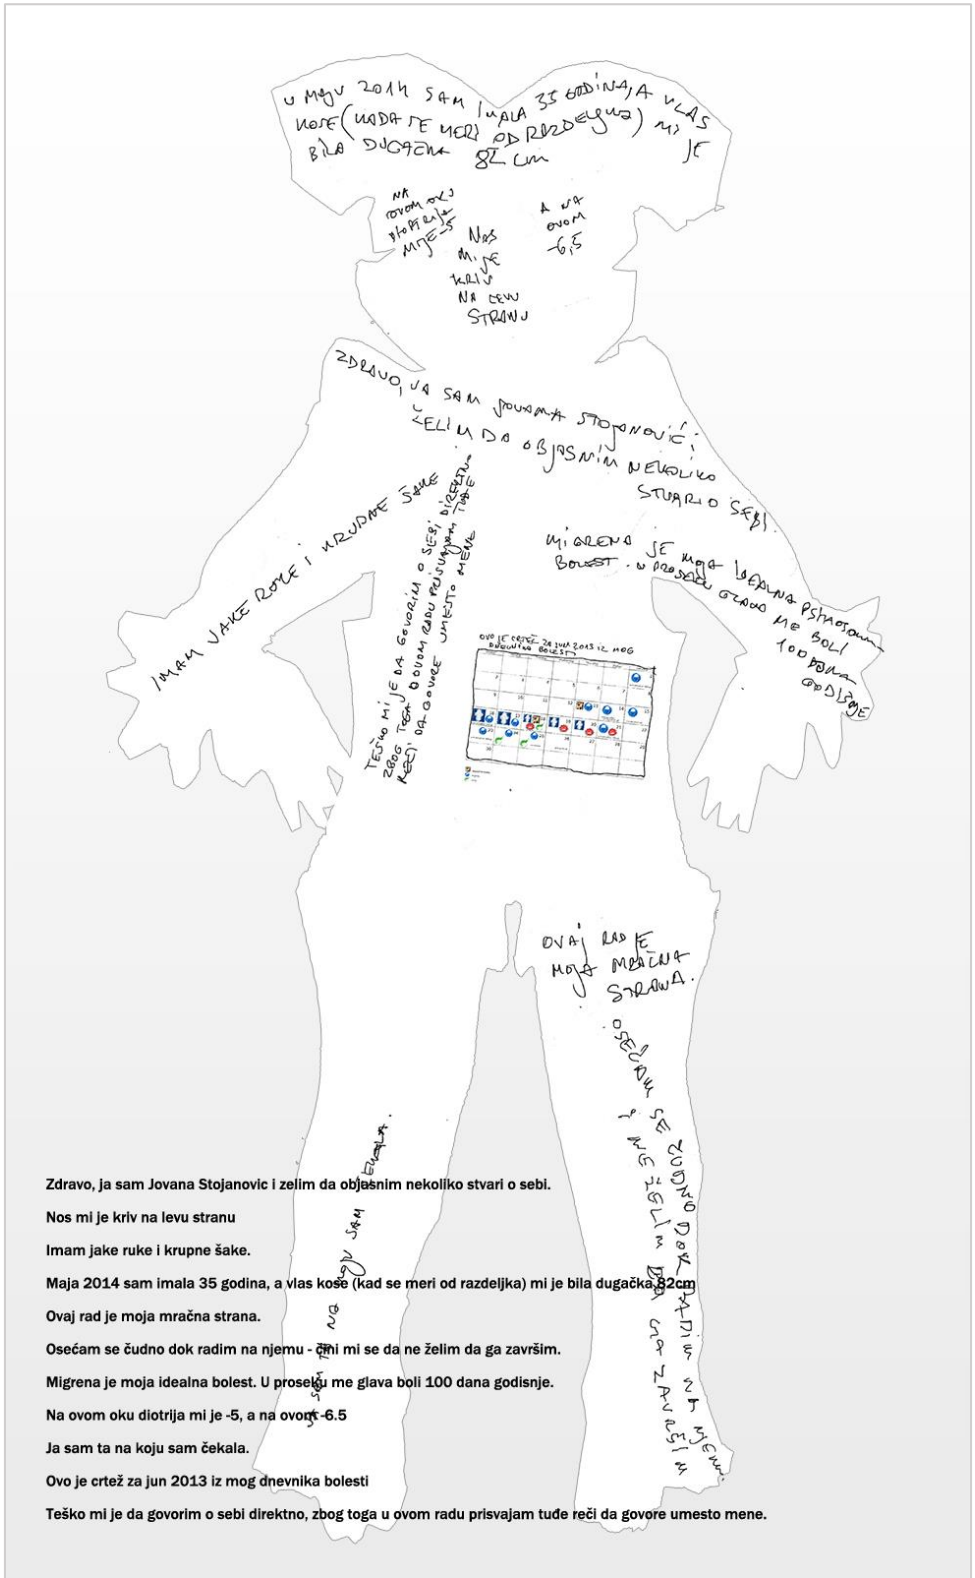 U MAJU 2014 SAM IMALA 35 GODINA, A VLAS
KOSE (KADA SE MERI OD RAZDELJKA) MI JE
BILA DUGAČKA 82 cm
NA
OVOM OKU
DIOPTRIJA
MI JE -5
A NA
OVOM
-6,5
NOS
MI JE
KRIV
NA LEVU
STRANU
ZDRAVO, JA SAM JOVANA STOJANOVIĆ i
ŽELIM DA OBJASNIM NEKOLIKO
STVARI O SEBI.
IMAM JAKE RUKE I KRUPNE ŠAKE
TEŠKO MI JE DA GOVORIM O SEBI DIREKTNO
ZBOG TOGA U OVOM RADU PRISVAJAM TUĐE
REČI DA GOVORE UMESTO MENE
MIGRENA JE MOJA IDEALNA
BOLEST. U PROSEKU GLAVA ME BOLI
100 DANA
GODIŠNJE
OVO JE CRTEŽ ZA JUN 2013 IZ MOG
DNEVNIKA BOLESTI
OVAJ RAD JE
MOJA MRAČNA
STRANA.
OSEĆAM SE ČUDNO DOK RADIM NA NJEMU.
I NE ŽELIM DA GA ZAVRŠIM
JA SAM TA NA KOJU SAM ČEKALA.
Zdravo, ja sam Jovana Stojanovic i zelim da objasnim nekoliko stvari o sebi.
Nos mi je kriv na levu stranu
Imam jake ruke i krupne šake.
Maja 2014 sam imala 35 godina, a vlas kose (kad se meri od razdeljka) mi je bila dugačka 82cm
Ovaj rad je moja mračna strana.
Osećam se čudno dok radim na njemu - čini mi se da ne želim da ga završim.
Migrena je moja idealna bolest. U proseku me glava boli 100 dana godisnje.
Na ovom oku diotrija mi je -5, a na ovom -6.5
Ja sam ta na koju sam čekala.
Ovo je crtež za jun 2013 iz mog dnevnika bolesti
Teško mi je da govorim o sebi direktno, zbog toga u ovom radu prisvajam tuđe reči da govore umesto mene.